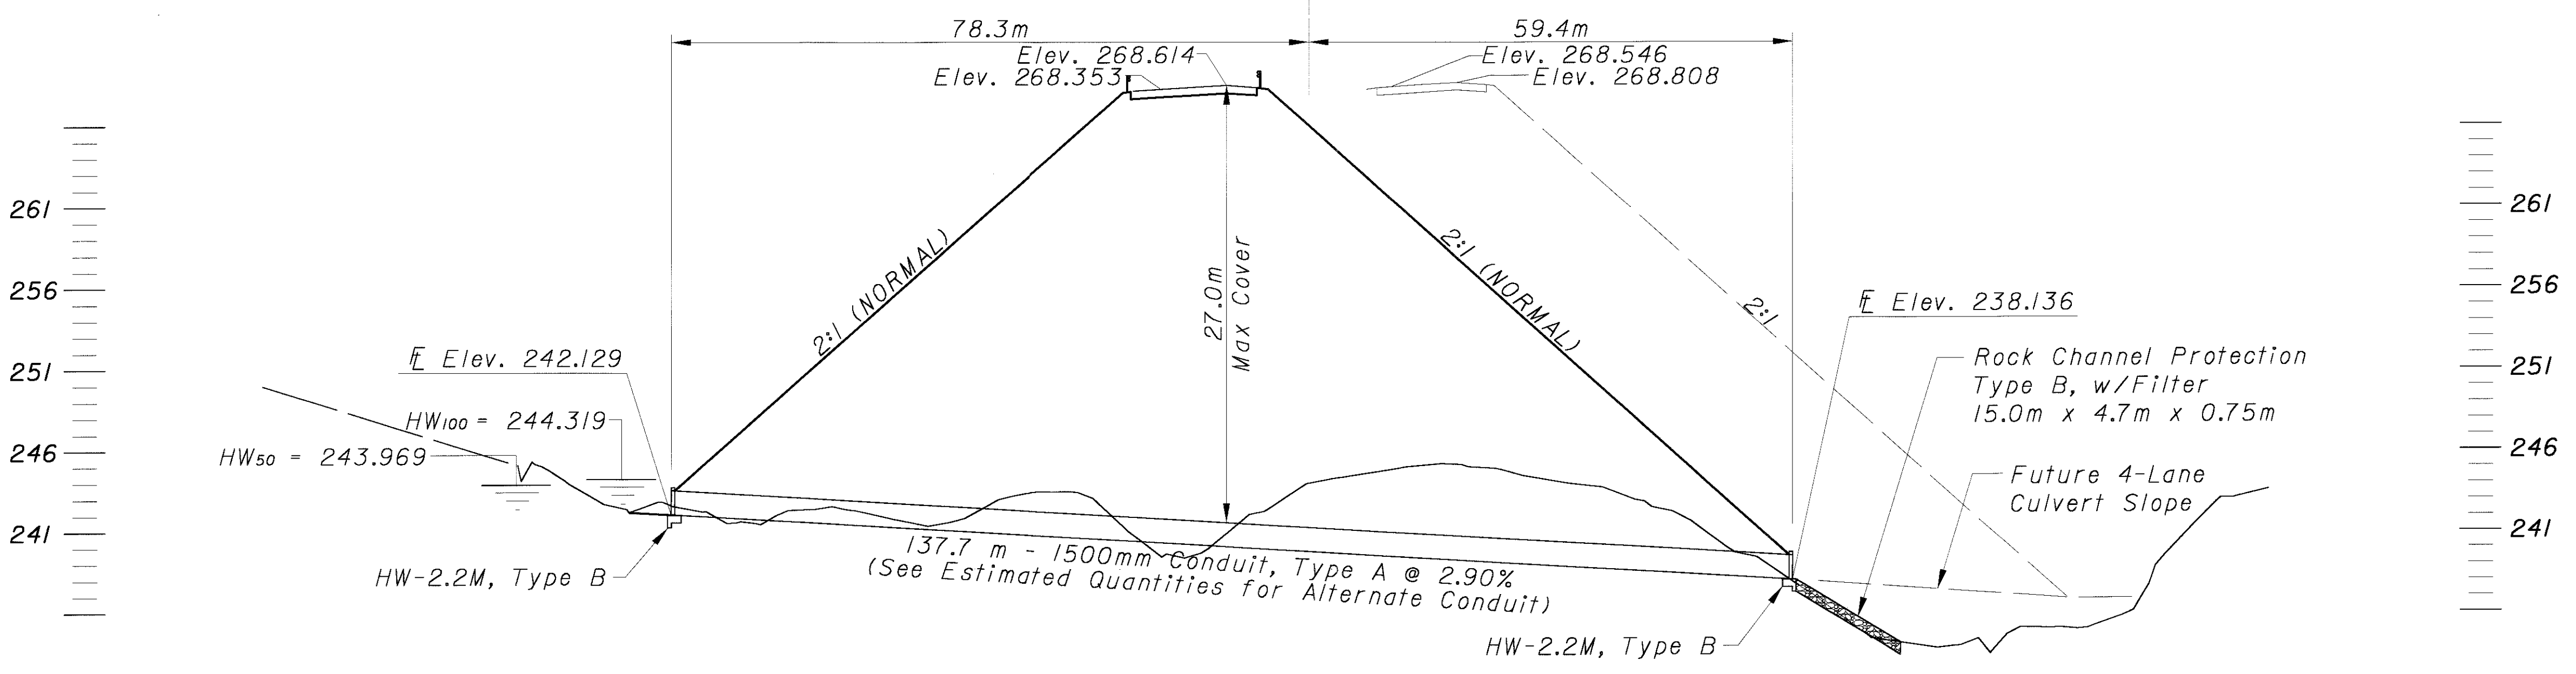 78.3m
59.4m
Elev. 268.614
Elev. 268.353
Elev. 268.546
Elev. 268.808
261
256
251
246
241
261
256
251
246
241
2:1 (NORMAL)
27.0m
Max Cover
2:1 (NORMAL)
2:1
℄ Elev. 238.136
℄ Elev. 242.129
HW100 = 244.319
HW50 = 243.969
Rock Channel Protection
Type B, w/Filter
15.0m x 4.7m x 0.75m
Future 4-Lane
Culvert Slope
137.7 m - 1500mm Conduit, Type A @ 2.90%
(See Estimated Quantities for Alternate Conduit)
HW-2.2M, Type B
HW-2.2M, Type B